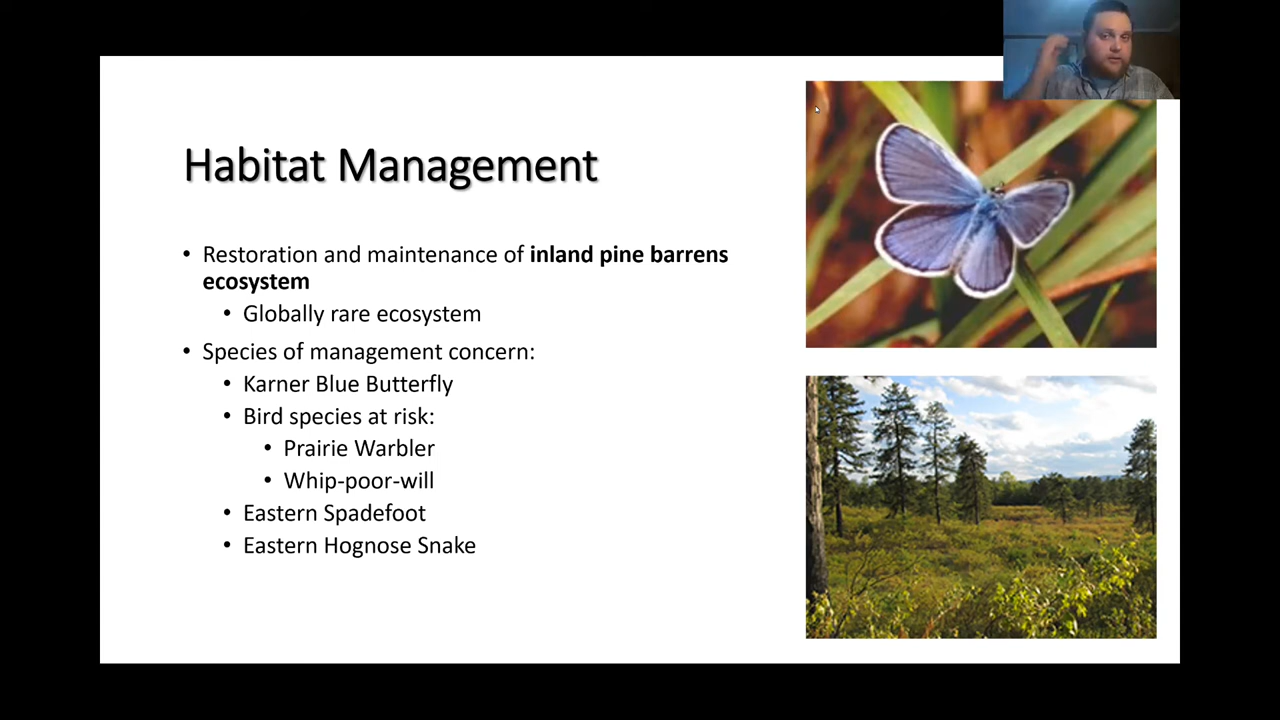 Habitat Management
• Restoration and maintenance of inland pine barrens
ecosystem
• Globally rare ecosystem
• Species of management concern:
• Karner Blue Butterfly
• Bird species at risk:
• Prairie Warbler
• Whip-poor-will
• Eastern Spadefoot
• Eastern Hognose Snake